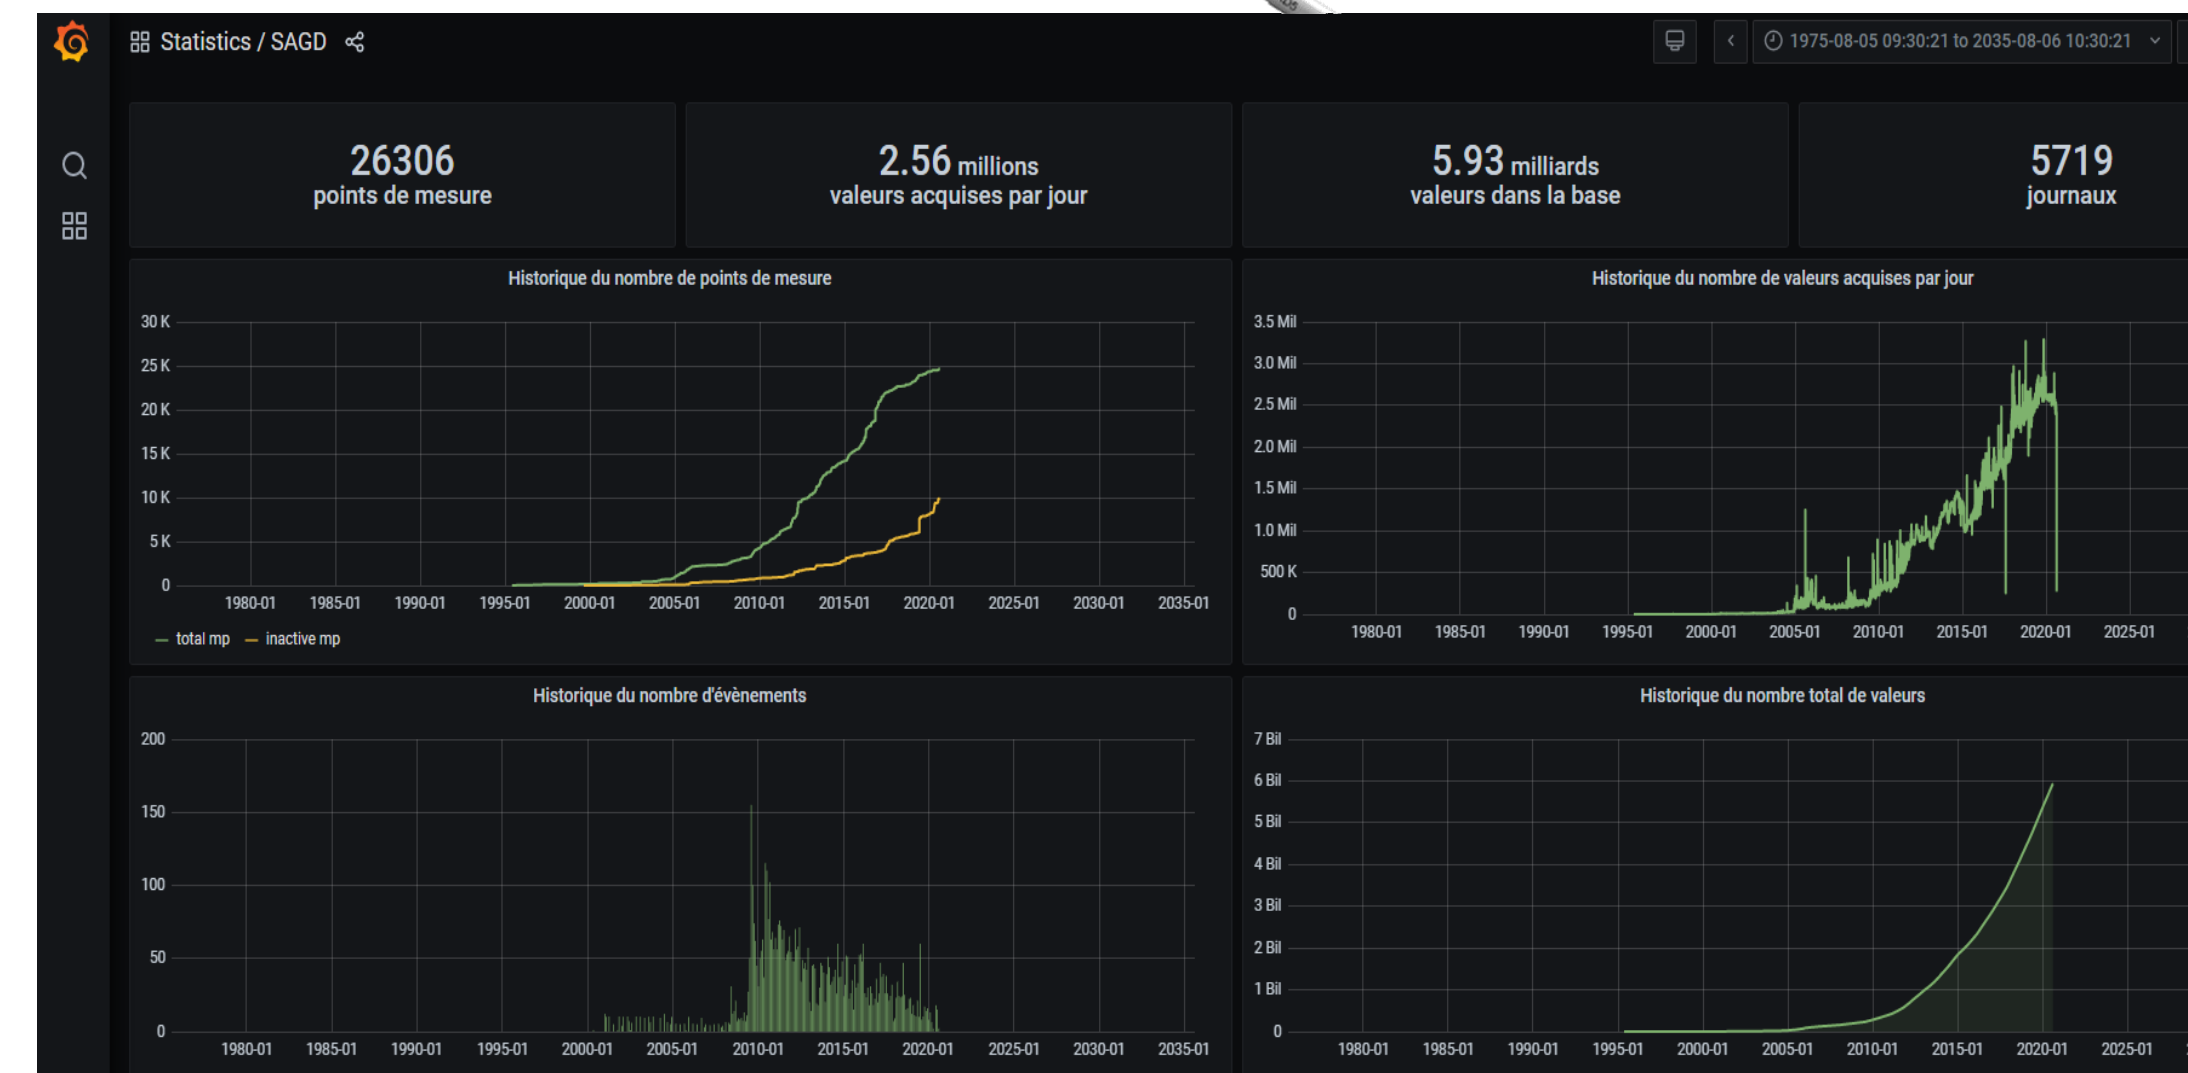 Statistics / SAGD
1975-08-05 09:30:21 to 2035-08-06 10:30:21
26306
points de mesure
2.56 millions
valeurs acquises par jour
5.93 milliards
valeurs dans la base
5719
journaux
Historique du nombre de points de mesure
30 K
25 K
20 K
15 K
10 K
5 K
0
1980-01 1985-01 1990-01 1995-01 2000-01 2005-01 2010-01 2015-01 2020-01 2025-01 2030-01 2035-01
total mp inactive mp
Historique du nombre de valeurs acquises par jour
3.5 Mil
3.0 Mil
2.5 Mil
2.0 Mil
1.5 Mil
1.0 Mil
500 K
0
1980-01 1985-01 1990-01 1995-01 2000-01 2005-01 2010-01 2015-01 2020-01 2025-01
Historique du nombre d'évènements
200
150
100
50
0
1980-01 1985-01 1990-01 1995-01 2000-01 2005-01 2010-01 2015-01 2020-01 2025-01 2030-01 2035-01
Historique du nombre total de valeurs
7 Bil
6 Bil
5 Bil
4 Bil
3 Bil
2 Bil
1 Bil
0
1980-01 1985-01 1990-01 1995-01 2000-01 2005-01 2010-01 2015-01 2020-01 2025-01